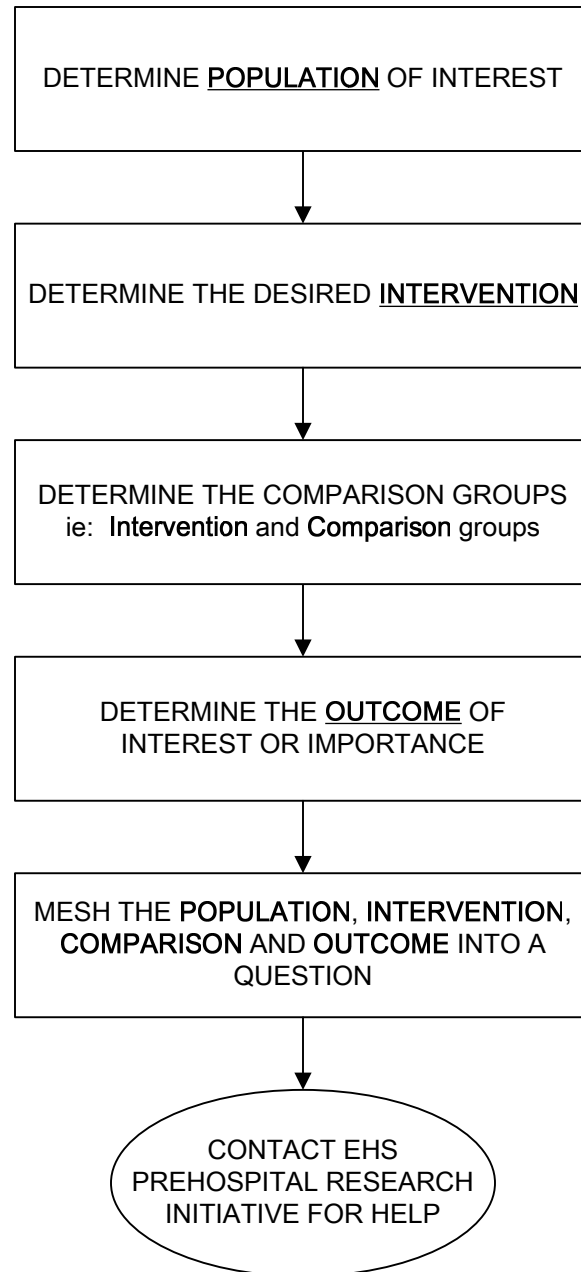 DETERMINE POPULATION OF INTEREST
DETERMINE THE DESIRED INTERVENTION
DETERMINE THE COMPARISON GROUPS
ie:  Intervention and Comparison groups
DETERMINE THE OUTCOME OF
INTEREST OR IMPORTANCE
MESH THE POPULATION, INTERVENTION,
COMPARISON AND OUTCOME INTO A
QUESTION
CONTACT EHS
PREHOSPITAL RESEARCH
INITIATIVE FOR HELP